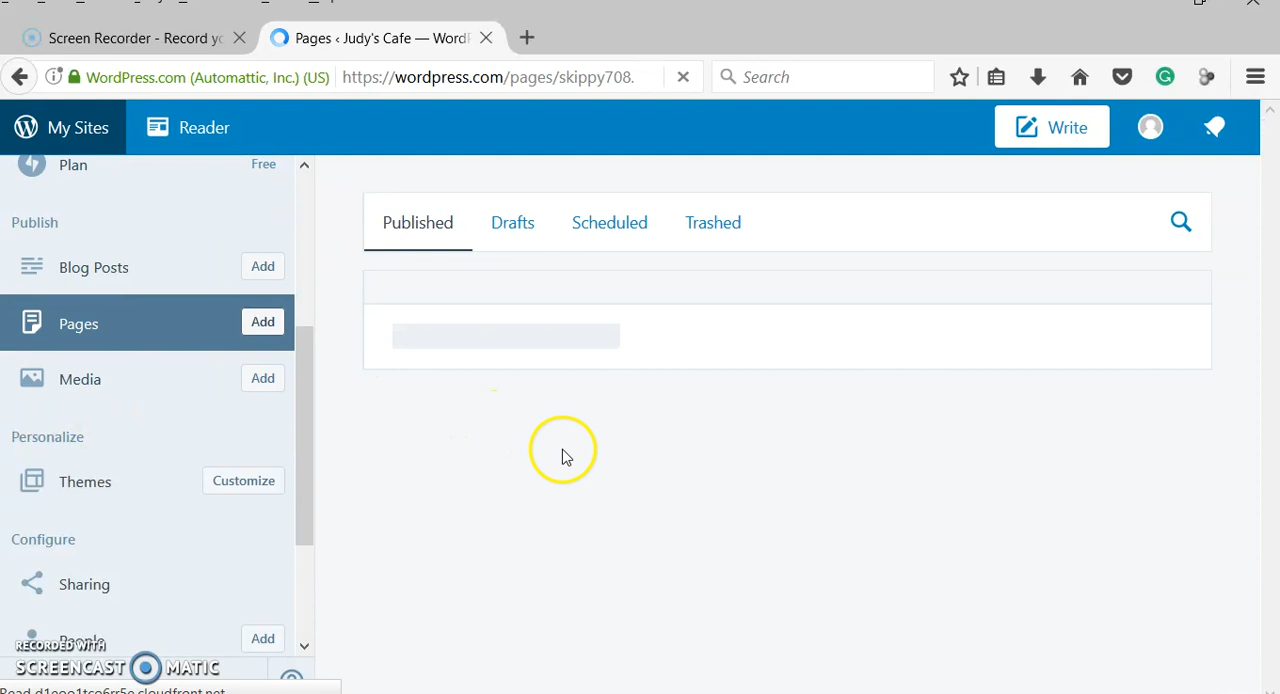 Screen Recorder - Record yo
Pages ‹ Judy's Cafe — WordP
WordPress.com (Automattic, Inc.) (US)
https://wordpress.com/pages/skippy708.
Search
My Sites
Reader
Write
Plan
Free
Publish
Blog Posts
Add
Pages
Add
Media
Add
Personalize
Themes
Customize
Configure
Sharing
People
Add
Published
Drafts
Scheduled
Trashed
RECORDED WITH
SCREENCAST MATIC